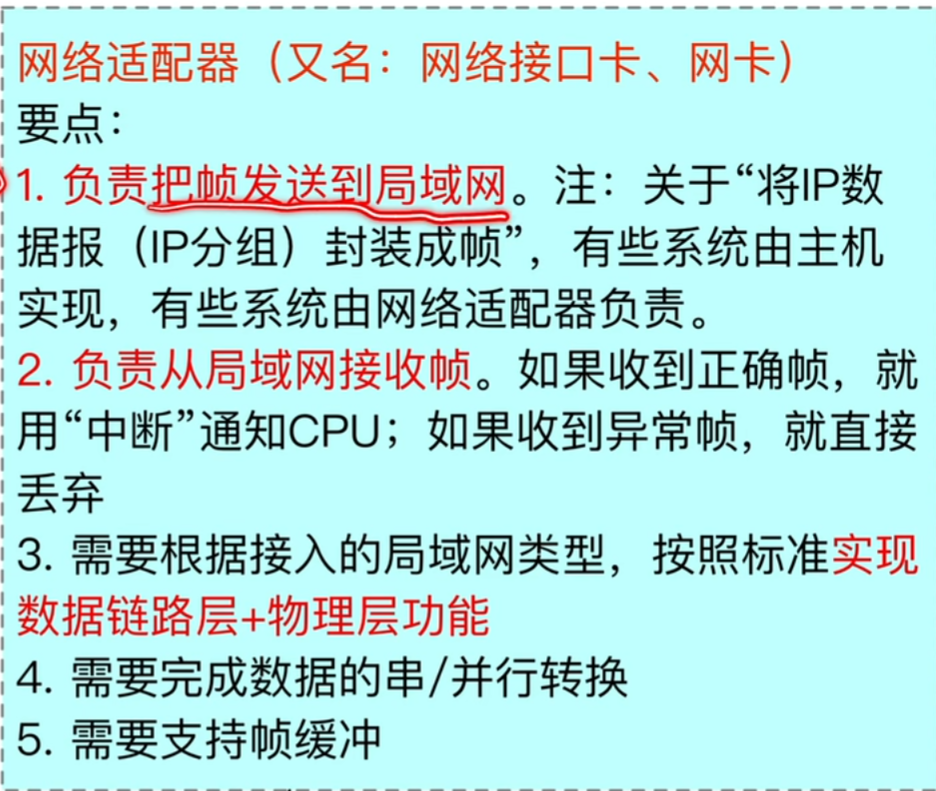 网络适配器（又名：网络接口卡、网卡）
要点：
1. 负责把帧发送到局域网。注：关于“将IP数
据报（IP分组）封装成帧”，有些系统由主机
实现，有些系统由网络适配器负责。
2. 负责从局域网接收帧。如果收到正确帧，就
用“中断”通知CPU；如果收到异常帧，就直接
丢弃
3. 需要根据接入的局域网类型，按照标准实现
数据链路层+物理层功能
4. 需要完成数据的串/并行转换
5. 需要支持帧缓冲